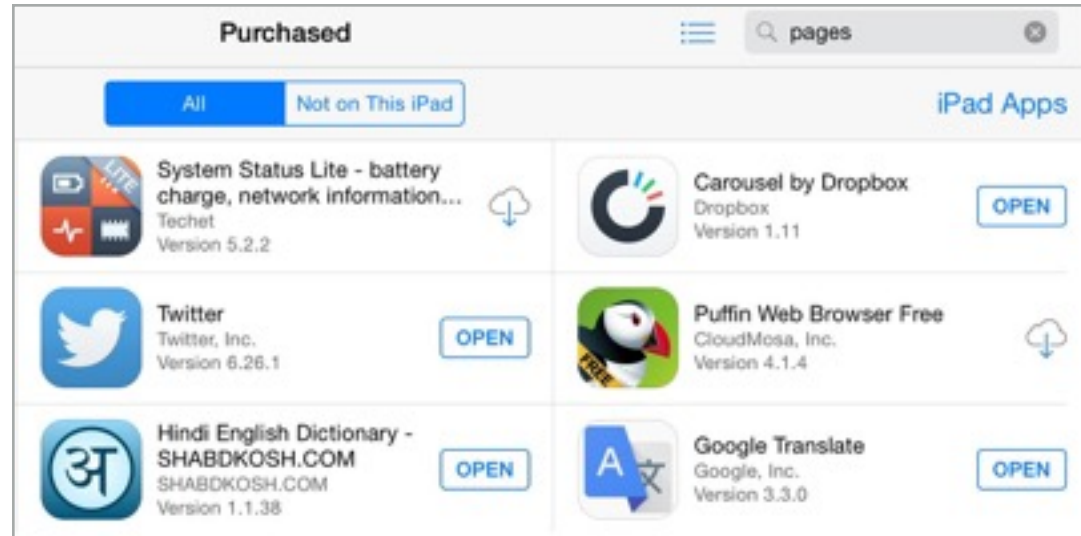 Purchased
pages
All
Not on This iPad
iPad Apps
LITE
System Status Lite - battery
charge, network information...
Techet
Version 5.2.2
Carousel by Dropbox
Dropbox
Version 1.11
OPEN
Twitter
Twitter, Inc.
Version 6.26.1
OPEN
FREE
Puffin Web Browser Free
CloudMosa, Inc.
Version 4.1.4
अ
Hindi English Dictionary -
SHABDKOSH.COM
SHABDKOSH.COM
Version 1.1.38
OPEN
A
文
Google Translate
Google, Inc.
Version 3.3.0
OPEN